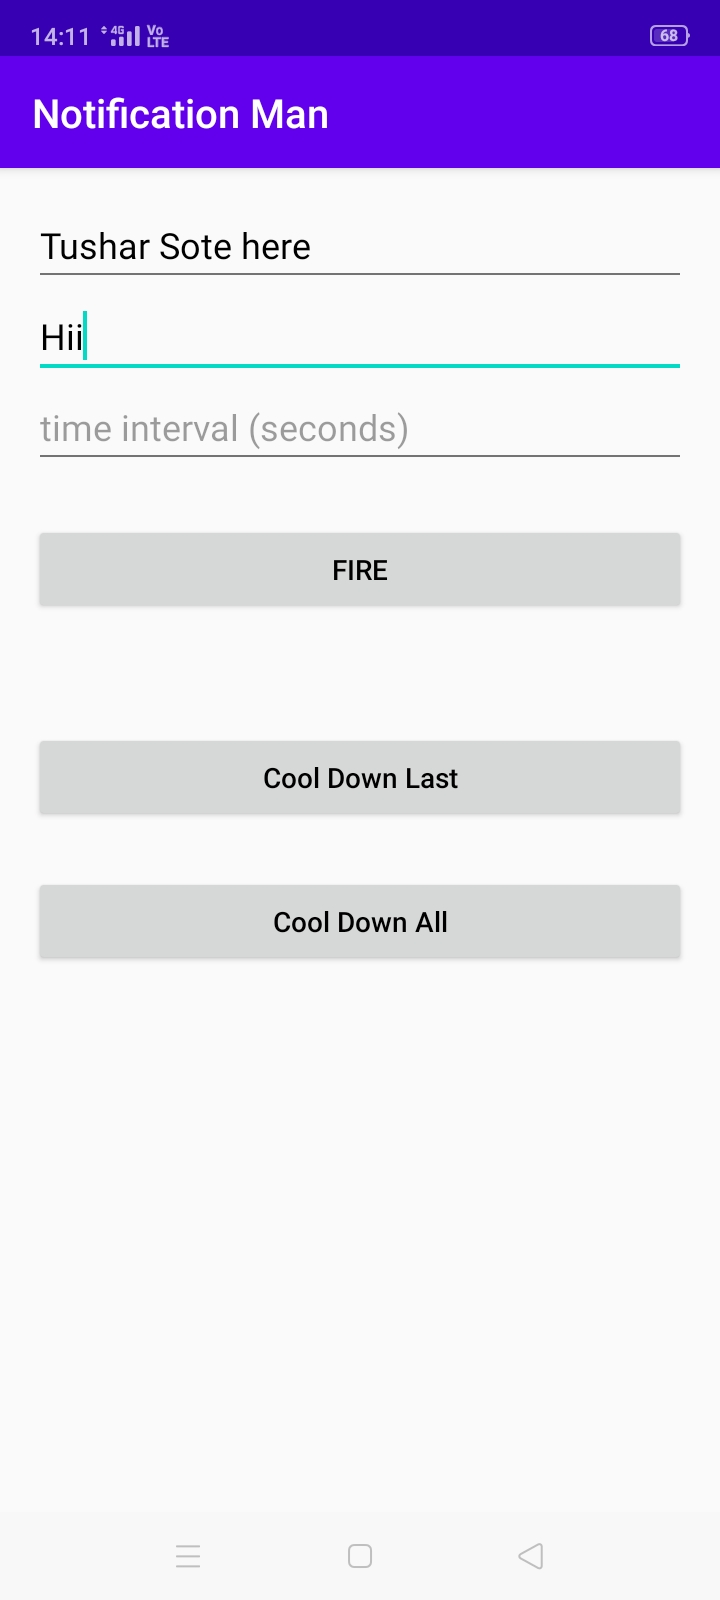 14:11 4G Vo LTE 68
Notification Man
Tushar Sote here
Hii
time interval (seconds)
FIRE
Cool Down Last
Cool Down All